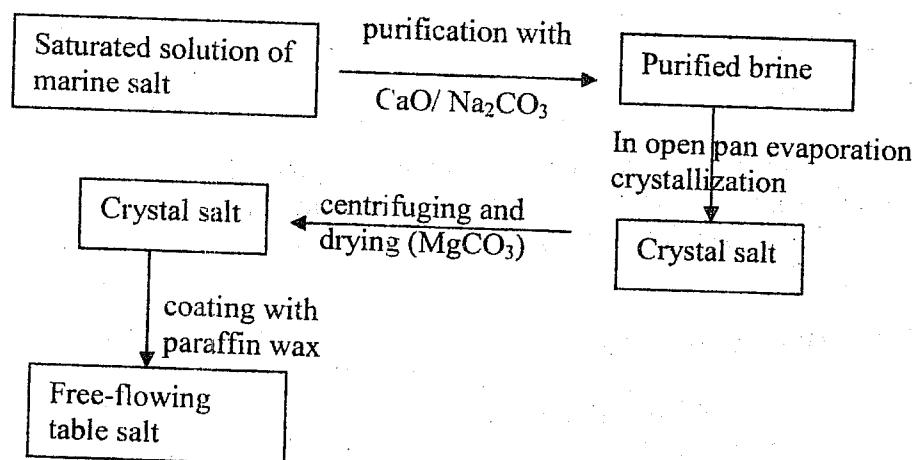 Saturated solution of
marine salt
purification with
CaO/ Na₂CO₃
Purified brine
In open pan evaporation
crystallization
Crystal salt
centrifuging and
drying (MgCO₃)
Crystal salt
coating with
paraffin wax
Free-flowing
table salt